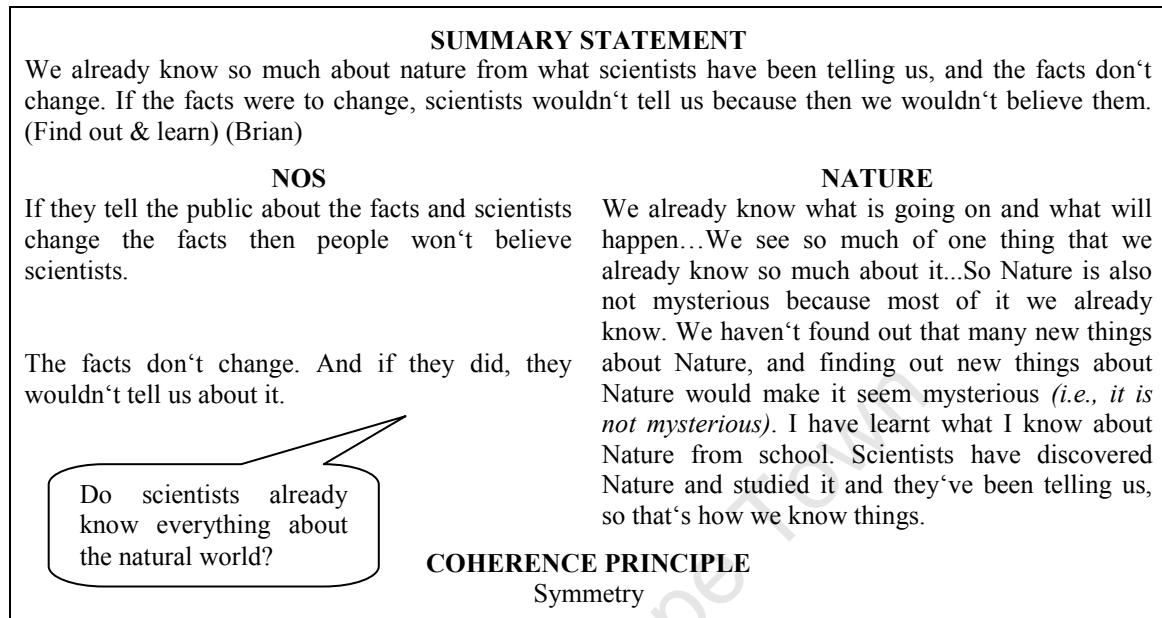 SUMMARY STATEMENT
We already know so much about nature from what scientists have been telling us, and the facts don‘t
change. If the facts were to change, scientists wouldn‘t tell us because then we wouldn‘t believe them.
(Find out & learn) (Brian)
NOS
If they tell the public about the facts and scientists
change the facts then people won‘t believe
scientists.
The facts don‘t change. And if they did, they
wouldn‘t tell us about it.
Do scientists already
know everything about
the natural world?
NATURE
We already know what is going on and what will
happen…We see so much of one thing that we
already know so much about it...So Nature is also
not mysterious because most of it we already
know. We haven‘t found out that many new things
about Nature, and finding out new things about
Nature would make it seem mysterious (i.e., it is
not mysterious). I have learnt what I know about
Nature from school. Scientists have discovered
Nature and studied it and they‘ve been telling us,
so that‘s how we know things.
COHERENCE PRINCIPLE
Symmetry
pe Town